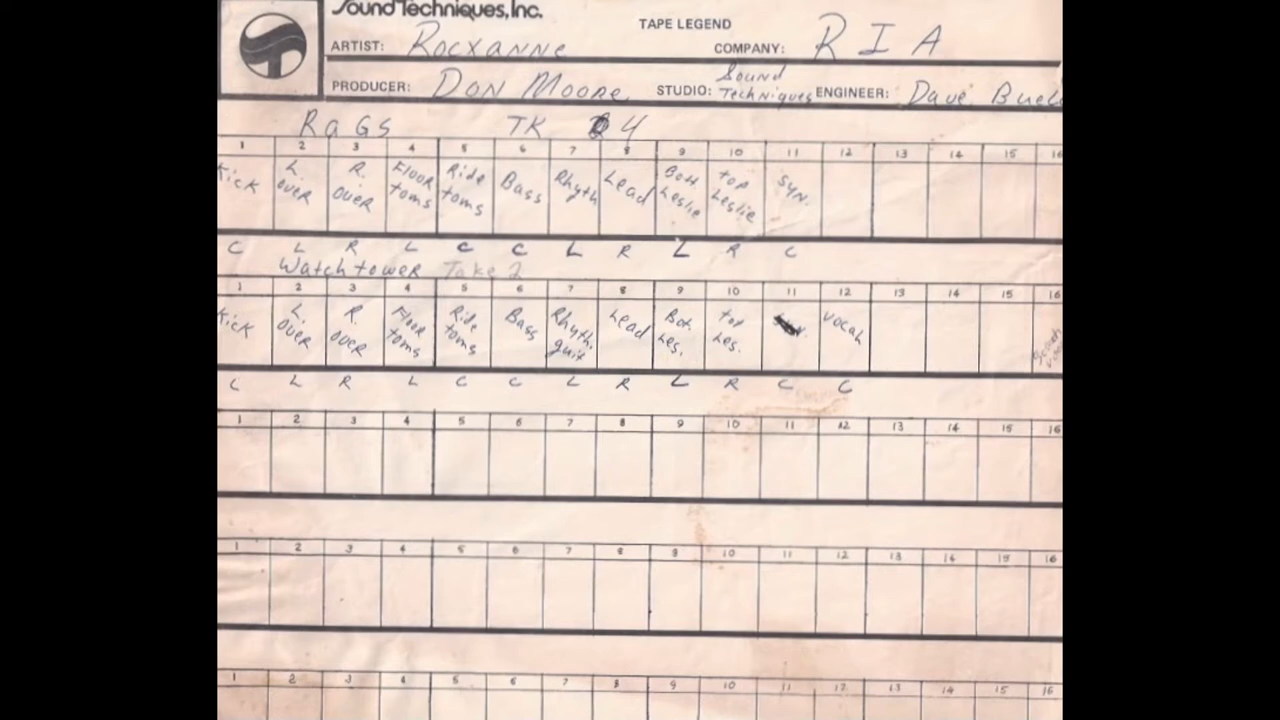 Sound Techniques, Inc.
TAPE LEGEND
ARTIST: Rocxanne COMPANY: R I A
PRODUCER: Don Moore STUDIO: Sound Techniques ENGINEER: Dave
RAGS TK 4
1 2 3 4 5 6 7 8 9 10 11 12 13 14 15 16
Kick L. over R. over Floor toms Ride toms Bass Rhyth Lead Bott Leslie top Leslie SYN.
C L R L C C L R L R C
Watchtower Take 2
1 2 3 4 5 6 7 8 9 10 11 12 13 14 15 16
Kick L. over R. over Floor toms Ride toms Bass Rhyth. guit Lead Bot. Les. top Les. Vocal
C L R L C C L R L R C C
1 2 3 4 5 6 7 8 9 10 11 12 13 14 15 16
1 2 3 4 5 6 7 8 9 10 11 12 13 14 15 16
1 2 3 4 5 6 7 8 9 10 11 12 13 14 15 16